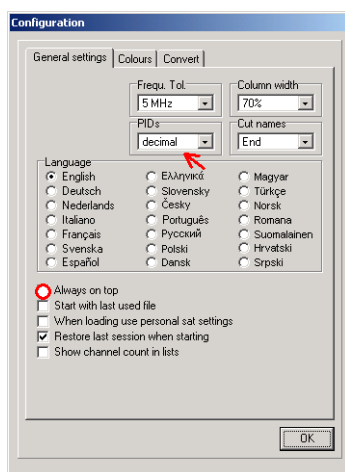 Configuration
General settings Colours Convert
Frequ. Tol. Column width
5 MHz 70%
PIDs Cut names
decimal End
Language
English Ελληνικά Magyar
Deutsch Slovensky Türkçe
Nederlands Česky Norsk
Italiano Português Romana
Français Русский Suomalainen
Svenska Polski Hrvatski
Español Dansk Srpski
Always on top
Start with last used file
When loading use personal sat settings
Restore last session when starting
Show channel count in lists
OK